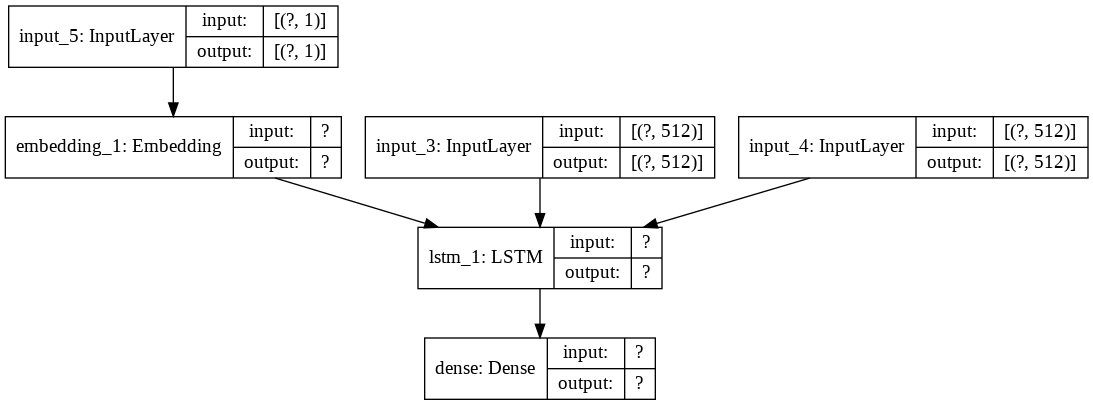 input_5: InputLayer
input: [(?, 1)]
output: [(?, 1)]
embedding_1: Embedding
input: ?
output: ?
input_3: InputLayer
input: [(?, 512)]
output: [(?, 512)]
input_4: InputLayer
input: [(?, 512)]
output: [(?, 512)]
lstm_1: LSTM
input: ?
output: ?
dense: Dense
input: ?
output: ?